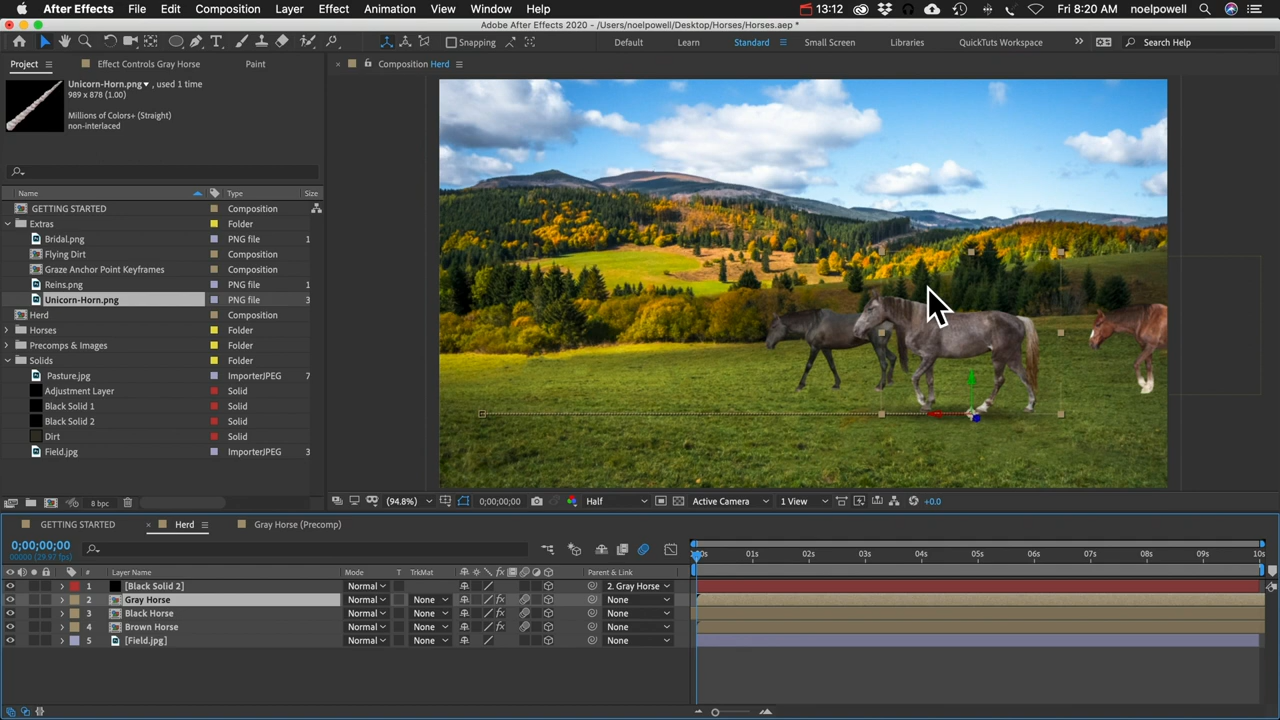 After Effects File Edit Composition Layer Effect Animation View Window Help 13:12 Fri 8:20 AM noelpowell
Adobe After Effects 2020 - /Users/noelpowell/Desktop/Horses/Horses.aep *
Snapping Default Learn Standard Small Screen Libraries QuickTuts Workspace Search Help
Project Effect Controls Gray Horse Paint Composition Herd
Unicorn-Horn.png , used 1 time
989 x 878 (1.00)
Millions of Colors+ (Straight)
non-interlaced
Name Type Size
GETTING STARTED Composition
Extras Folder
Bridal.png PNG file 1
Flying Dirt Composition
Graze Anchor Point Keyframes Composition
Reins.png PNG file 1
Unicorn-Horn.png PNG file 3
Herd Composition
Horses Folder
Precomps & Images Folder
Solids Folder
Pasture.jpg ImporterJPEG 7
Adjustment Layer Solid
Black Solid 1 Solid
Black Solid 2 Solid
Dirt Solid
Field.jpg ImporterJPEG 3
8 bpc (94.8%) 0;00;00;00 Half Active Camera 1 View +0.0
GETTING STARTED Herd Gray Horse (Precomp)
0;00;00;00
00000 (29.97 fps)
:00s 01s 02s 03s 04s 05s 06s 07s 08s 09s 10s
# Layer Name Mode T TrkMat fx Parent & Link
1 [Black Solid 2] Normal 2. Gray Horse
2 Gray Horse Normal None fx None
3 Black Horse Normal None fx None
4 Brown Horse Normal None fx None
5 [Field.jpg] Normal None None